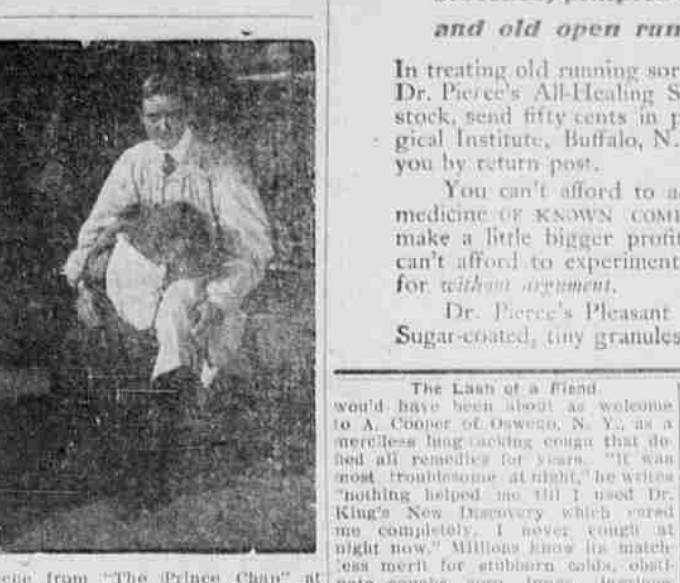 and old open run
In treating old running sor
Dr. Pierce's All-Healing S
stock, send fifty cents in p
gical Institute, Buffalo, N.
you by return post.
You can't afford to a
medicine OF KNOWN COMP
make a little bigger profit
can't afford to experiment
for without argument.
Dr. Pierce's Pleasant
Sugar-coated, tiny granules
The Lash of a Fiend
wou'd have been about as welcome
to A. Cooper of Oswego, N. Y., as a
merciless lung racking cough that de-
fied all remedies for years. "It was
most troublesome at night," he writes
"nothing helped me till I used Dr.
King's New Discovery which cured
me completely. I never cough at
night now." Millions know its match-
less merit for stubborn colds, obsti-
ene from "The Prince Chap" at